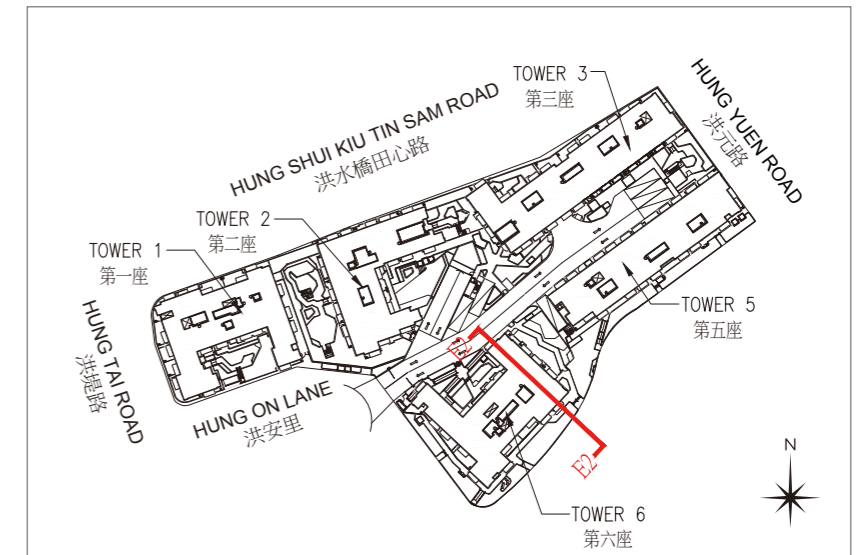 TOWER 3
第三座
HUNG YUEN ROAD
洪元路
HUNG SHUI KIU TIN SAM ROAD
洪水橋田心路
TOWER 2
第二座
TOWER 1
第一座
HUNG TAI ROAD
洪堤路
TOWER 5
第五座
E2
HUNG ON LANE
洪安里
E2
N
TOWER 6
第六座